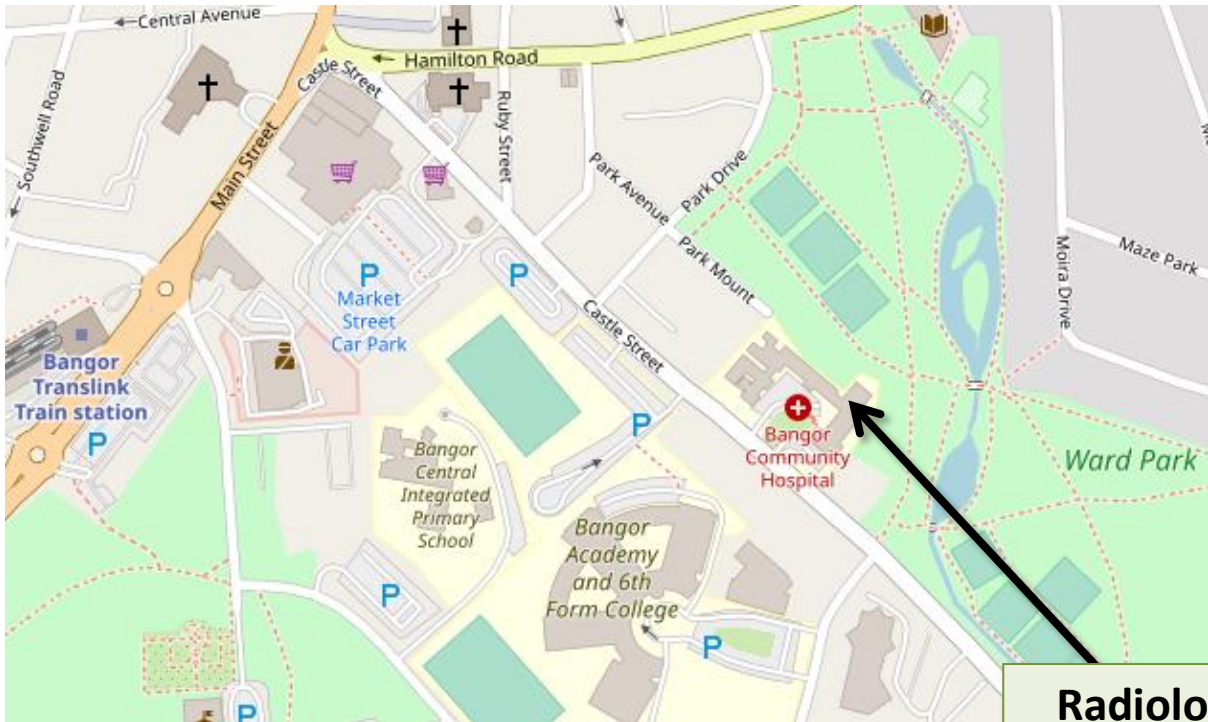 Central Avenue
Hamilton Road
Castle Street
Southwell Road
Main Street
Ruby Street
Park Avenue
Park Drive
Park Mount
Moira Drive
Maze Park
P
Market
Street
Car Park
P
Castle Street
Bangor
Translink
Train station
P
P
Bangor
Community
Hospital
Ward Park
Bangor
Central
Integrated
Primary
School
Bangor
Academy
and 6th
Form College
P
P
P
Radiolo